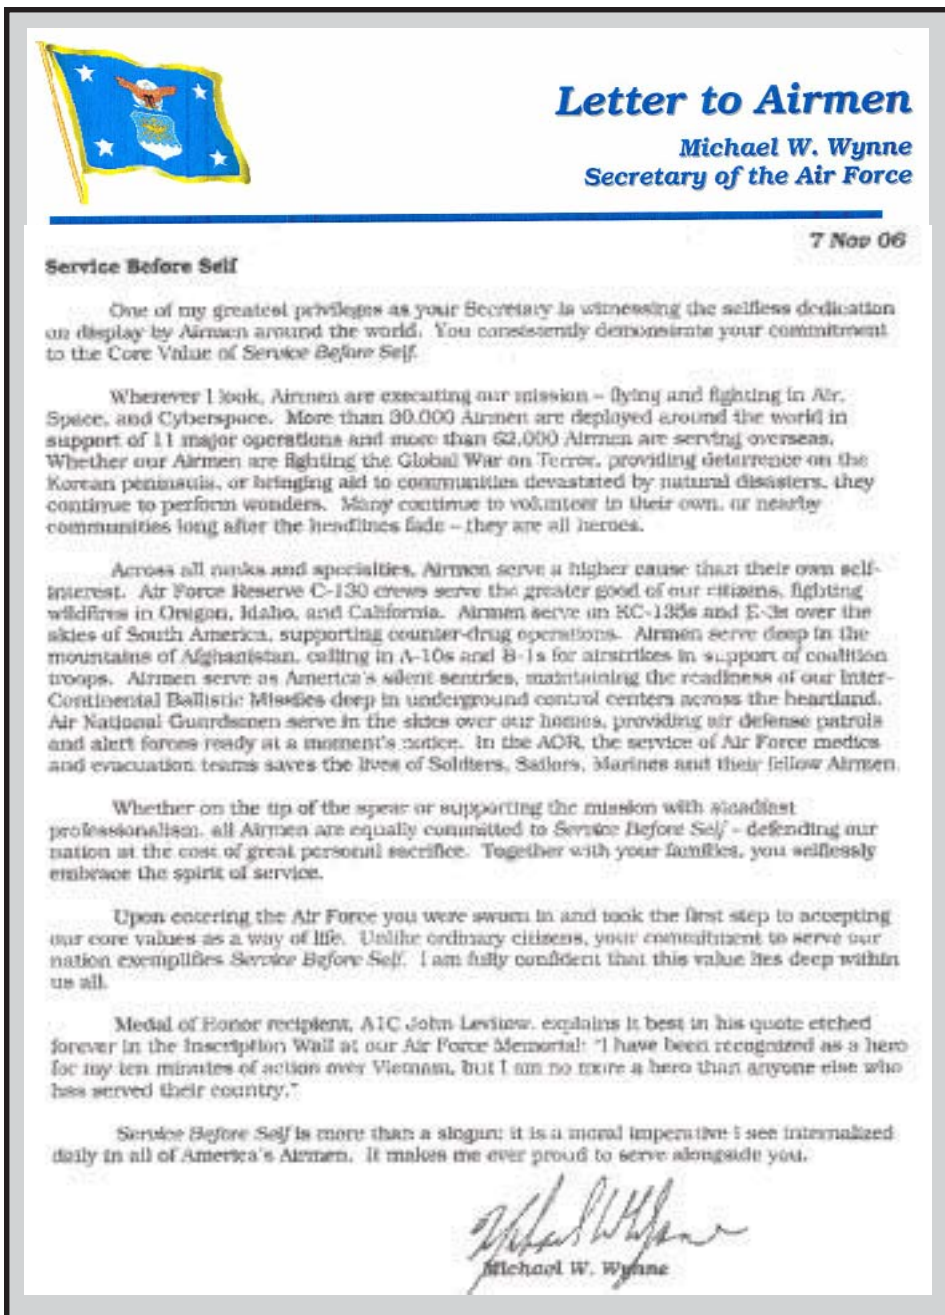 Letter to Airmen
Michael W. Wynne
Secretary of the Air Force
7 Nov 06
Service Before Self
One of my greatest privileges as your Secretary is witnessing the selfless dedication
on display by Airmen around the world. You consistently demonstrate your commitment
to the Core Value of Service Before Self.
Wherever I look, Airmen are executing our mission – flying and fighting in Air,
Space, and Cyberspace. More than 30,000 Airmen are deployed around the world in
support of 11 major operations and more than 62,000 Airmen are serving overseas.
Whether our Airmen are fighting the Global War on Terror, providing deterrence on the
Korean peninsula, or bringing aid to communities devastated by natural disasters, they
continue to perform wonders. Many continue to volunteer in their own, or nearby
communities long after the headlines fade – they are all heroes.
Across all ranks and specialties, Airmen serve a higher cause than their own self-
interest. Air Force Reserve C-130 crews serve the greater good of our citizens, fighting
wildfires in Oregon, Idaho, and California. Airmen serve on KC-135s and E-3s over the
skies of South America, supporting counter-drug operations. Airmen serve deep in the
mountains of Afghanistan, calling in A-10s and B-1s for airstrikes in support of coalition
troops. Airmen serve as America's silent sentries, maintaining the readiness of our Inter-
Continental Ballistic Missiles deep in underground control centers across the heartland.
Air National Guardsmen serve in the skies over our homes, providing air defense patrols
and alert forces ready at a moment's notice. In the AOR, the service of Air Force medics
and evacuation teams saves the lives of Soldiers, Sailors, Marines and their fellow Airmen.
Whether on the tip of the spear or supporting the mission with steadfast
professionalism, all Airmen are equally committed to Service Before Self – defending our
nation at the cost of great personal sacrifice. Together with your families, you selflessly
embrace the spirit of service.
Upon entering the Air Force you were sworn in and took the first step to accepting
our core values as a way of life. Unlike ordinary citizens, your commitment to serve our
nation exemplifies Service Before Self. I am fully confident that this value lies deep within
us all.
Medal of Honor recipient, A1C John Levitow, explains it best in his quote etched
forever in the Inscription Wall at our Air Force Memorial: "I have been recognized as a hero
for my ten minutes of action over Vietnam, but I am no more a hero than anyone else who
has served their country."
Service Before Self is more than a slogan; it is a moral imperative I see internalized
daily in all of America's Airmen. It makes me ever proud to serve alongside you.
Michael W. Wynne
Michael W. Wynne